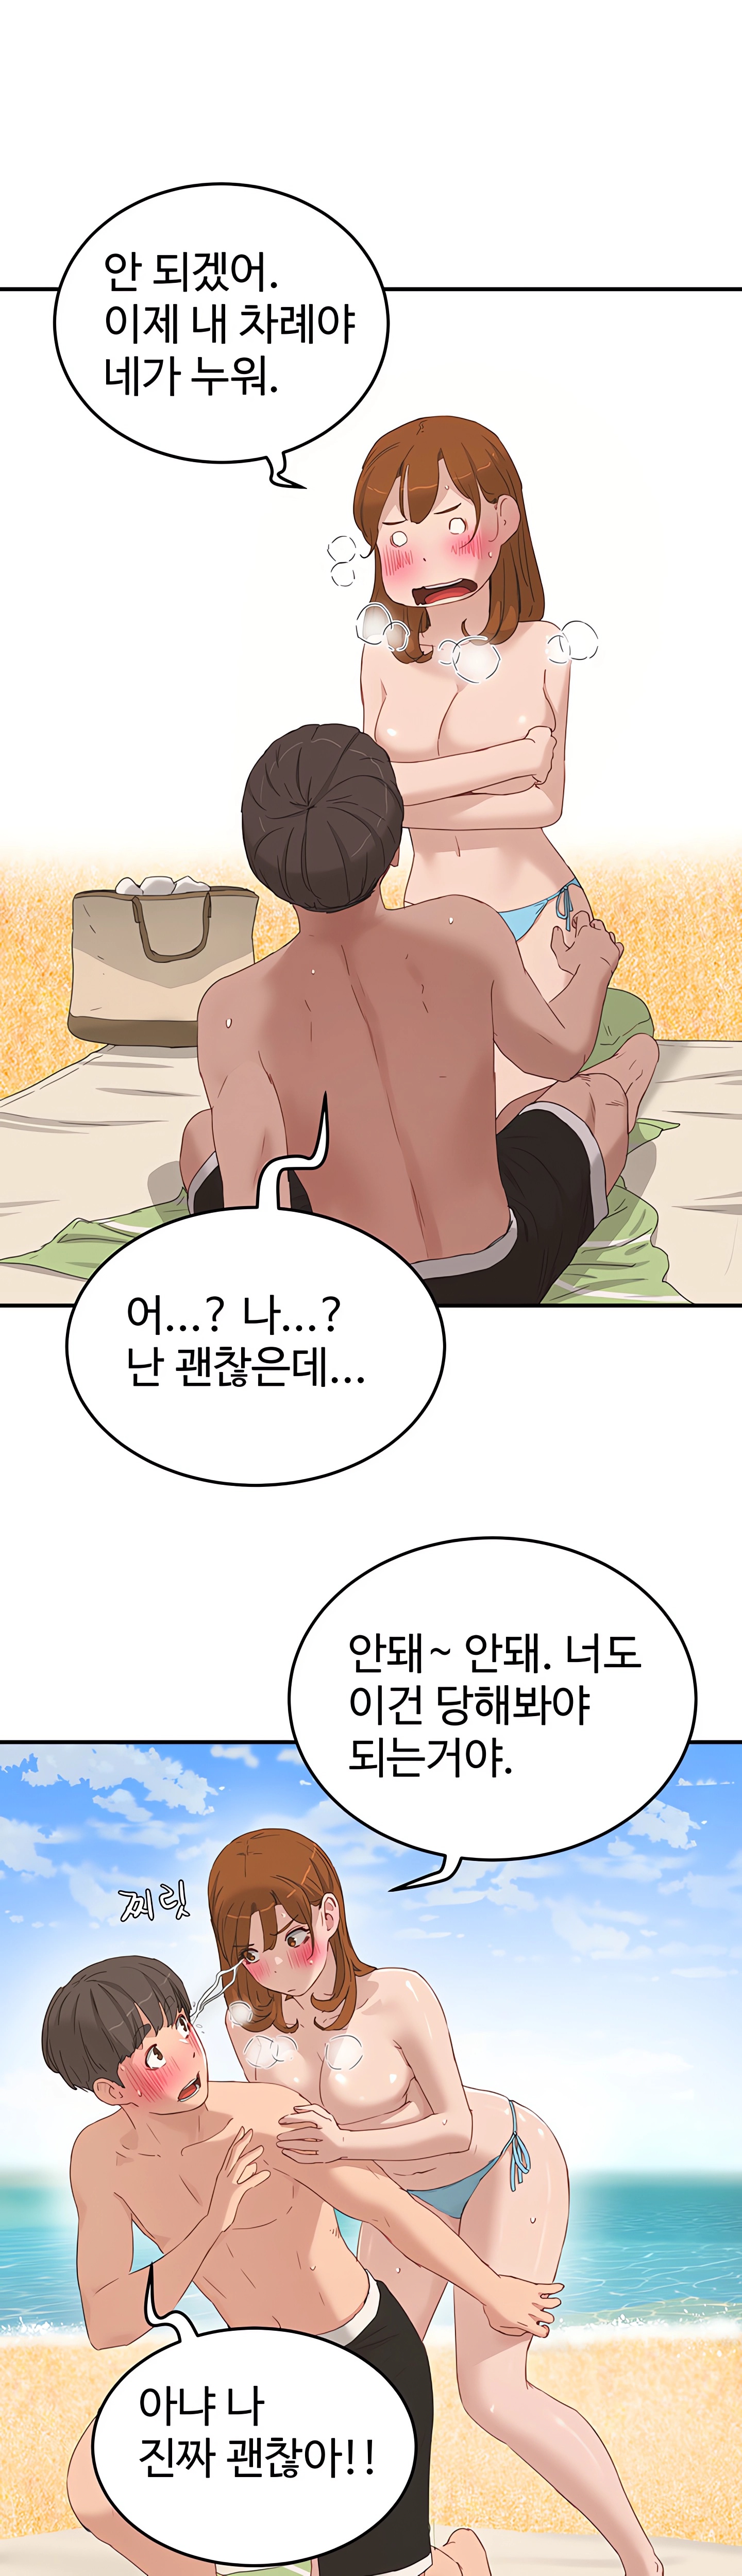 안 되겠어.
이제 내 차례야
네가 누워.
어...? 나...?
난 괜찮은데...
안돼~ 안돼. 너도
이건 당해봐야
되는거야.
찌릿
아냐 나
진짜 괜찮아!!